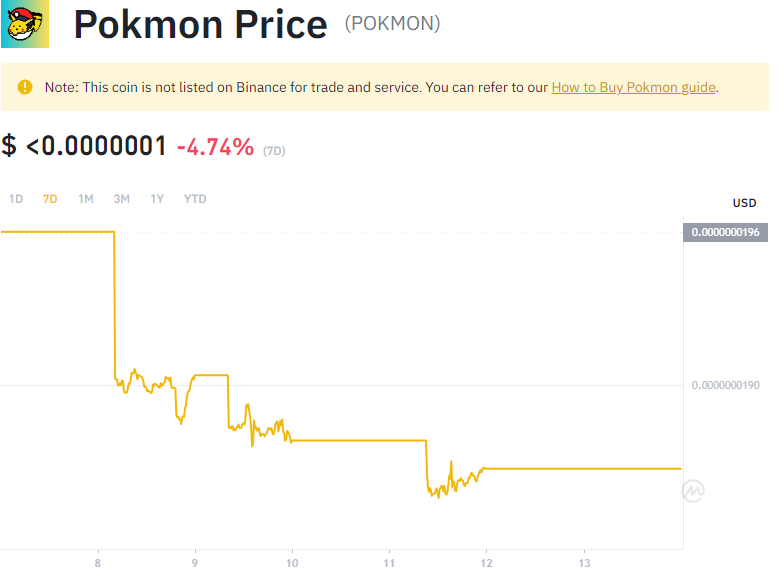 Pokmon Price (POKMON)
Note: This coin is not listed on Binance for trade and service. You can refer to our How to Buy Pokmon guide.
$ <0.0000001 -4.74% (7D)
1D 7D 1M 3M 1Y YTD
USD
0.0000000196
0.0000000190
8 9 10 11 12 13